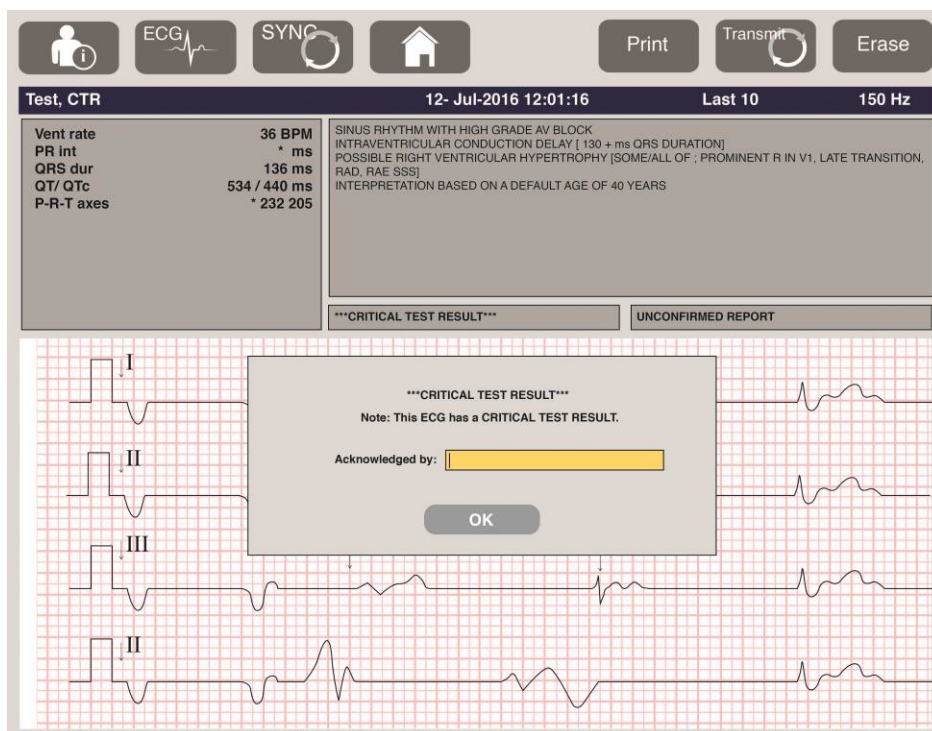 ECG
SYNC
Print
Transmit
Erase
Test, CTR 12- Jul-2016 12:01:16 Last 10 150 Hz
Vent rate 36 BPM
PR int * ms
QRS dur 136 ms
QT/ QTc 534 / 440 ms
P-R-T axes * 232 205
SINUS RHYTHM WITH HIGH GRADE AV BLOCK
INTRAVENTRICULAR CONDUCTION DELAY [ 130 + ms QRS DURATION]
POSSIBLE RIGHT VENTRICULAR HYPERTROPHY [SOME/ALL OF ; PROMINENT R IN V1, LATE TRANSITION,
RAD, RAE SSS]
INTERPRETATION BASED ON A DEFAULT AGE OF 40 YEARS
***CRITICAL TEST RESULT***
UNCONFIRMED REPORT
I
***CRITICAL TEST RESULT***
Note: This ECG has a CRITICAL TEST RESULT.
Acknowledged by:
OK
II
III
II